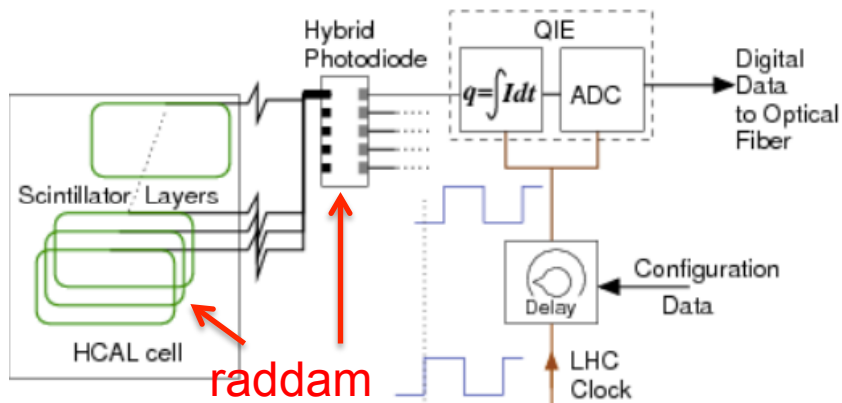 Hybrid
Photodiode
QIE
q=∫Idt
ADC
Digital
Data
to Optical
Fiber
Scintillator Layers
HCAL cell
raddam
Delay
Configuration
Data
LHC
Clock